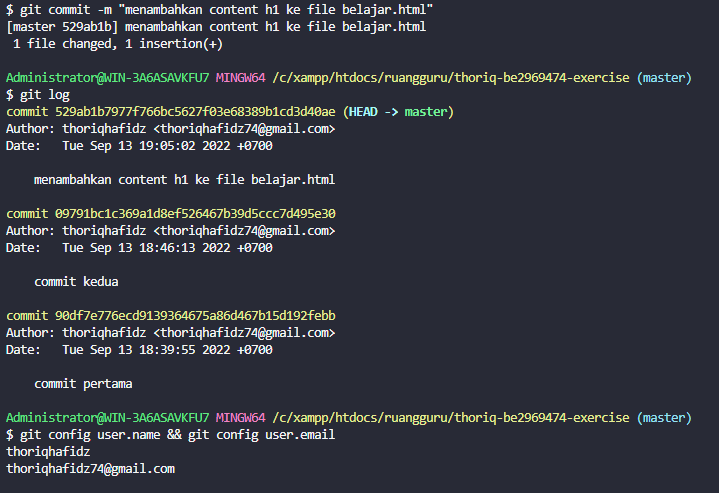 $ git commit -m "menambahkan content h1 ke file belajar.html"
[master 529ab1b] menambahkan content h1 ke file belajar.html
 1 file changed, 1 insertion(+)
Administrator@WIN-3A6ASAVKFU7 MINGW64 /c/xampp/htdocs/ruangguru/thoriq-be2969474-exercise (master)
$ git log
commit 529ab1b7977f766bc5627f03e68389b1cd3d40ae (HEAD -> master)
Author: thoriqhafidz <thoriqhafidz74@gmail.com>
Date:   Tue Sep 13 19:05:02 2022 +0700
    menambahkan content h1 ke file belajar.html
commit 09791bc1c369a1d8ef526467b39d5ccc7d495e30
Author: thoriqhafidz <thoriqhafidz74@gmail.com>
Date:   Tue Sep 13 18:46:13 2022 +0700
    commit kedua
commit 90df7e776ecd9139364675a86d467b15d192febb
Author: thoriqhafidz <thoriqhafidz74@gmail.com>
Date:   Tue Sep 13 18:39:55 2022 +0700
    commit pertama
Administrator@WIN-3A6ASAVKFU7 MINGW64 /c/xampp/htdocs/ruangguru/thoriq-be2969474-exercise (master)
$ git config user.name && git config user.email
thoriqhafidz
thoriqhafidz74@gmail.com